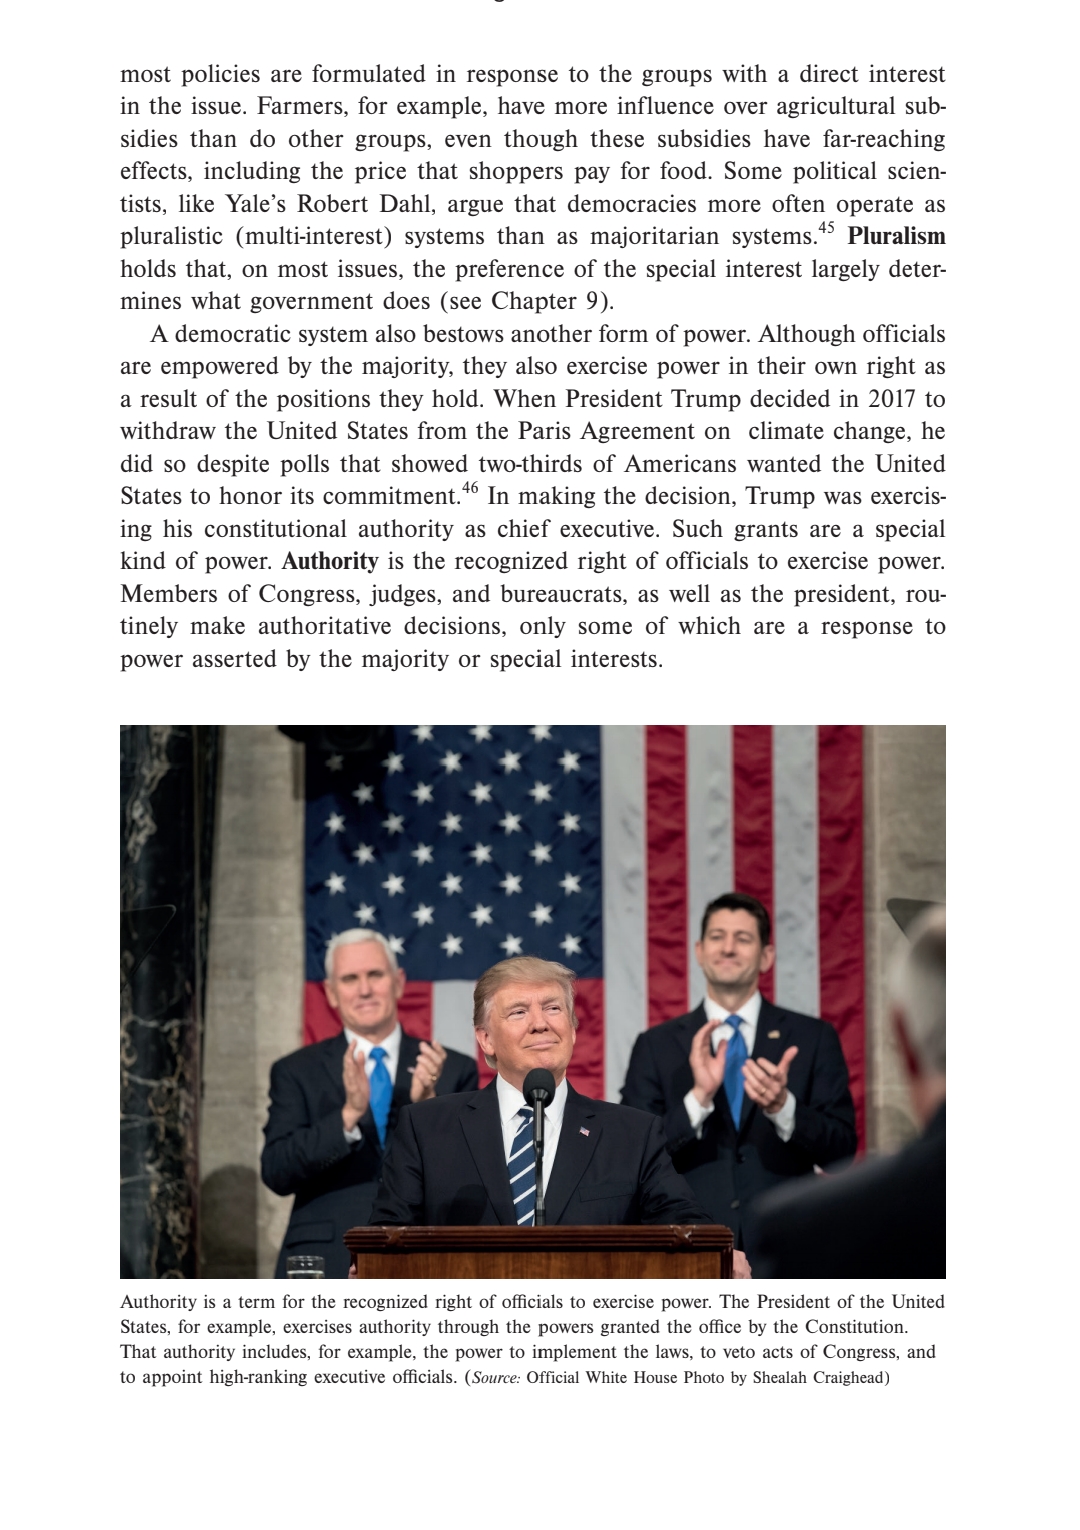 most policies are formulated in response to the groups with a direct interest
in the issue. Farmers, for example, have more influence over agricultural sub-
sidies than do other groups, even though these subsidies have far-reaching
effects, including the price that shoppers pay for food. Some political scien-
tists, like Yale’s Robert Dahl, argue that democracies more often operate as
pluralistic (multi-interest) systems than as majoritarian systems.45 Pluralism
holds that, on most issues, the preference of the special interest largely deter-
mines what government does (see Chapter 9).
A democratic system also bestows another form of power. Although officials
are empowered by the majority, they also exercise power in their own right as
a result of the positions they hold. When President Trump decided in 2017 to
withdraw the United States from the Paris Agreement on climate change, he
did so despite polls that showed two-thirds of Americans wanted the United
States to honor its commitment.46 In making the decision, Trump was exercis-
ing his constitutional authority as chief executive. Such grants are a special
kind of power. Authority is the recognized right of officials to exercise power.
Members of Congress, judges, and bureaucrats, as well as the president, rou-
tinely make authoritative decisions, only some of which are a response to
power asserted by the majority or special interests.
Authority is a term for the recognized right of officials to exercise power. The President of the United
States, for example, exercises authority through the powers granted the office by the Constitution.
That authority includes, for example, the power to implement the laws, to veto acts of Congress, and
to appoint high-ranking executive officials. (Source: Official White House Photo by Shealah Craighead)